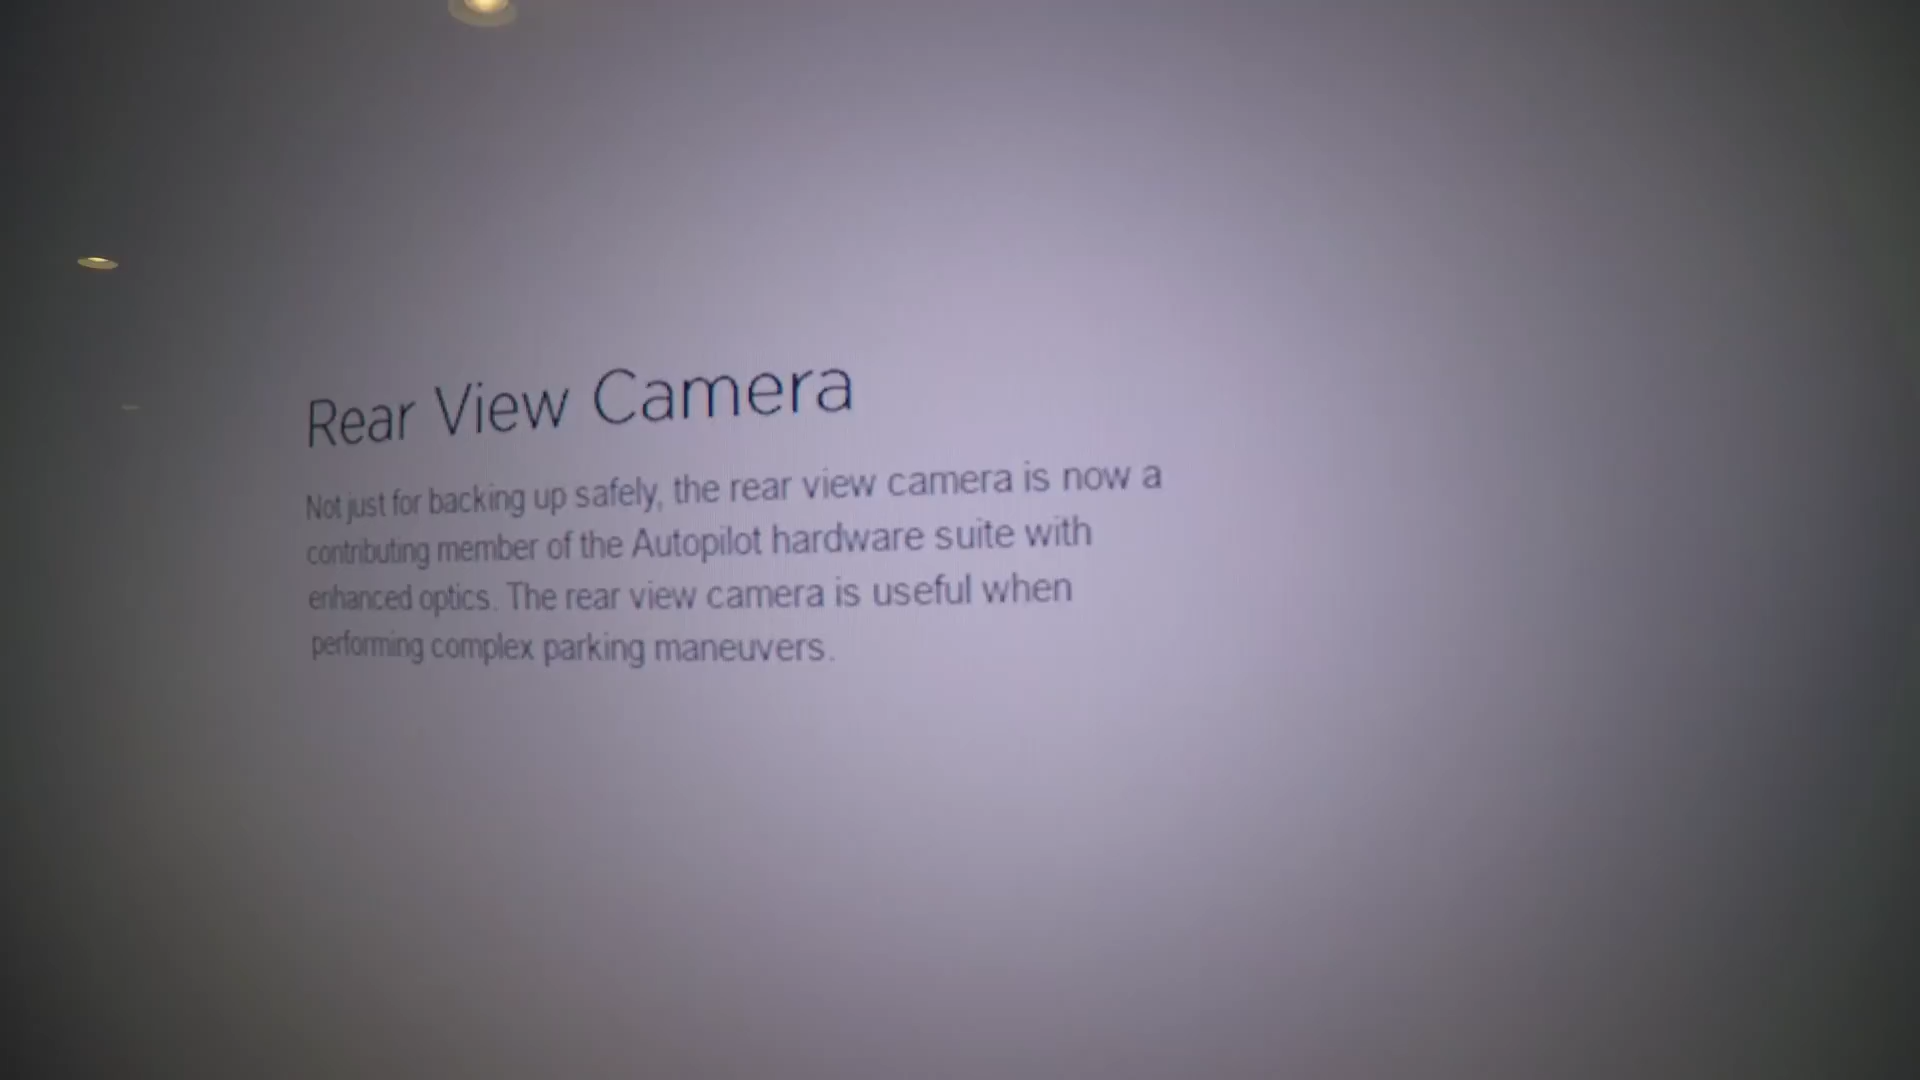 Rear View Camera
Not just for backing up safely, the rear view camera is now a
contributing member of the Autopilot hardware suite with
enhanced optics. The rear view camera is useful when
performing complex parking maneuvers.